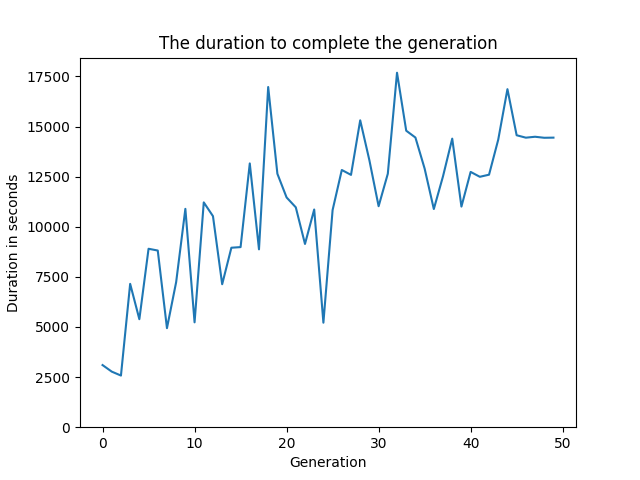 The duration to complete the generation
17500
15000
12500
10000
7500
5000
2500
0
Duration in seconds
0 10 20 30 40 50
Generation